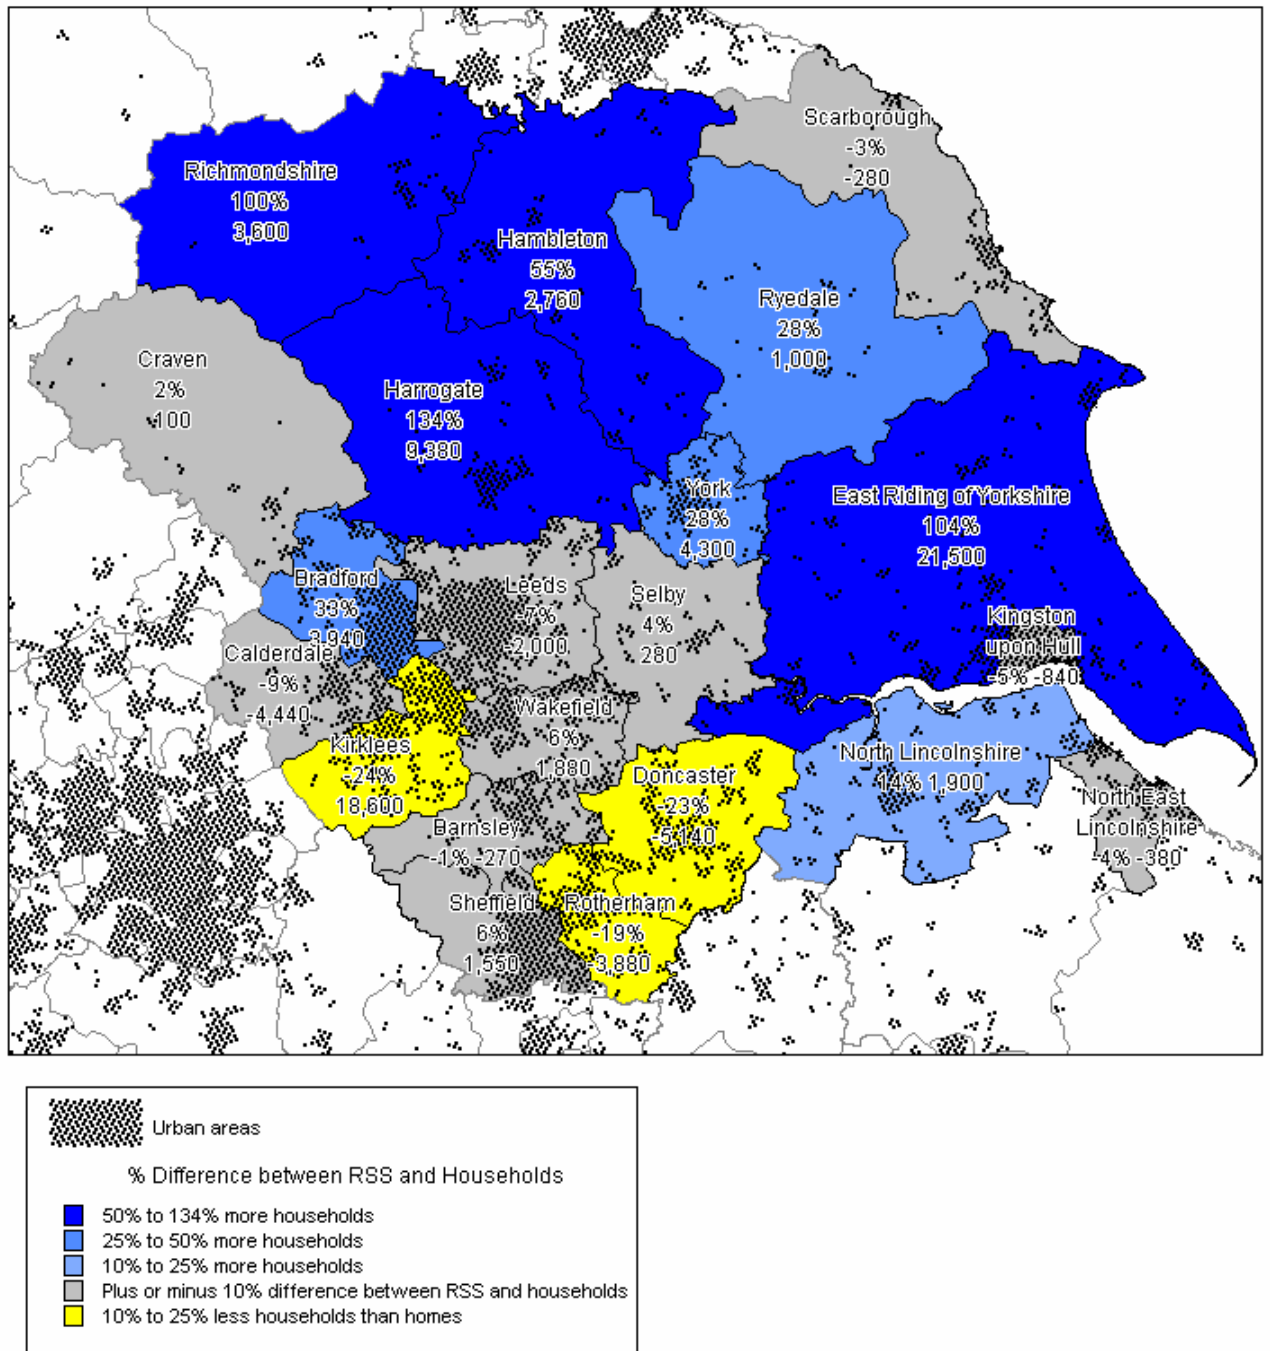 Scarborough
-3%
-280
Richmondshire
100%
3,600
Hambleton
55%
2,760
Ryedale
28%
1,000
Craven
2%
100
Harrogate
134%
9,380
York
28%
4,300
East Riding of Yorkshire
104%
21,500
Bradford
33%
3,940
Leeds
-7%
-2,000
Selby
4%
280
Kingston
upon Hull
-5% -840
Calderdale
-9%
-4,440
Wakefield
6%
1,880
Kirklees
-24%
18,600
Doncaster
-23%
-5,140
North Lincolnshire
14% 1,900
North East
Lincolnshire
-4% -380
Barnsley
-1% -270
Sheffield
6%
1,550
Rotherham
-19%
-3,880
Urban areas
% Difference between RSS and Households
50% to 134% more households
25% to 50% more households
10% to 25% more households
Plus or minus 10% difference between RSS and households
10% to 25% less households than homes